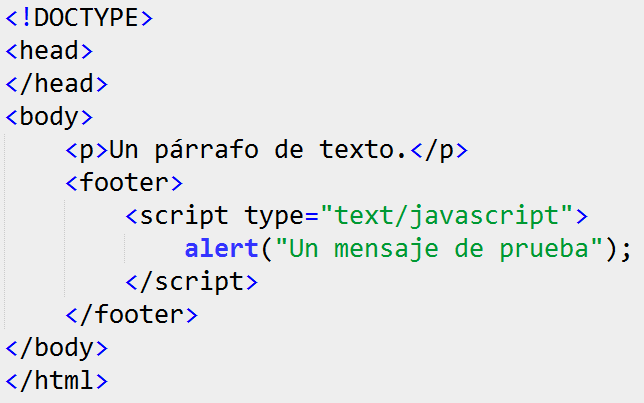 <!DOCTYPE>
<head>
</head>
<body>
<p>Un párrafo de texto.</p>
<footer>
<script type="text/javascript">
alert("Un mensaje de prueba");
</script>
</footer>
</body>
</html>